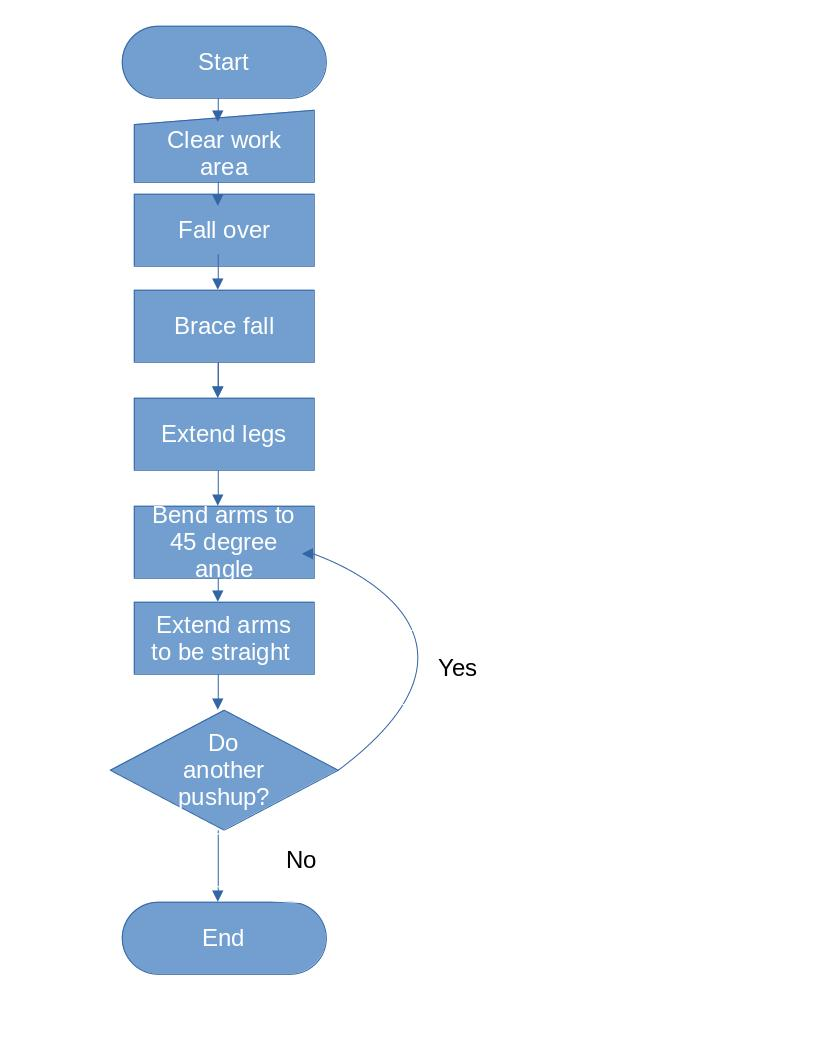 Start
Clear work
area
Fall over
Brace fall
Extend legs
Bend arms to
45 degree
angle
Extend arms
to be straight
Yes
Do
another
pushup?
No
End